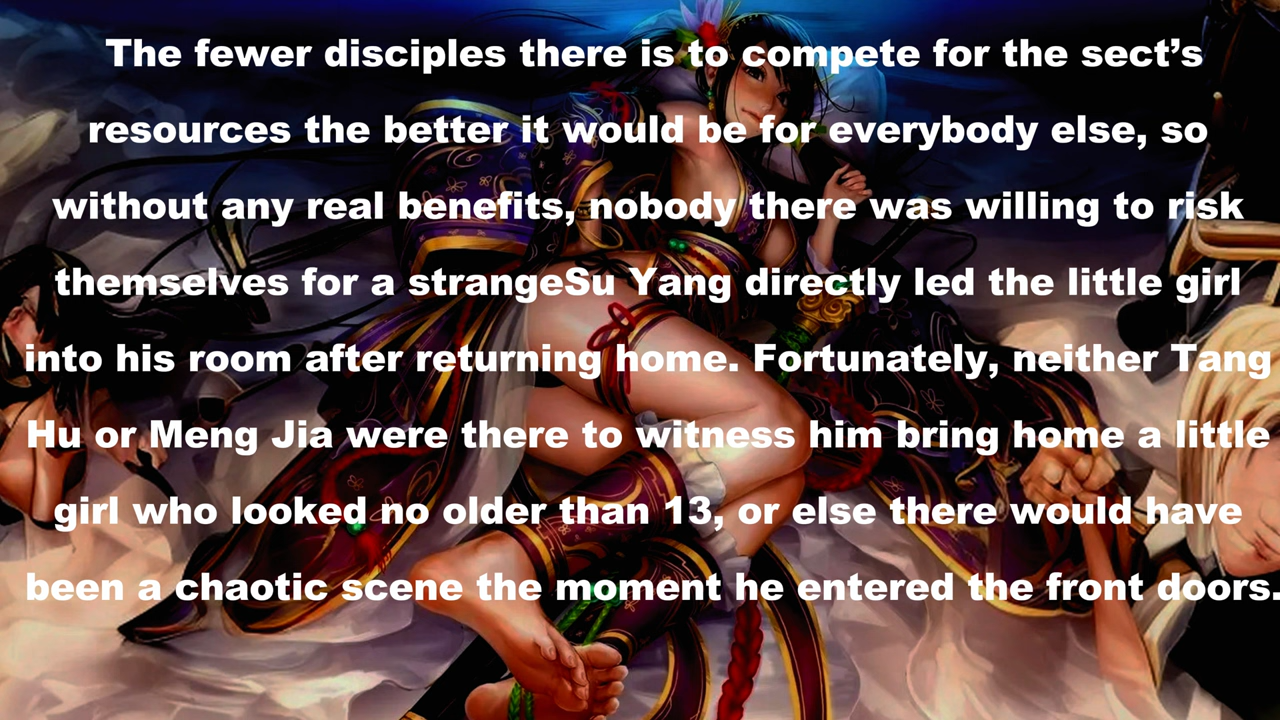 The fewer disciples there is to compete for the sect’s
resources the better it would be for everybody else, so
without any real benefits, nobody there was willing to risk
themselves for a strangeSu Yang directly led the little girl
into his room after returning home. Fortunately, neither Tang
Hu or Meng Jia were there to witness him bring home a little
girl who looked no older than 13, or else there would have
been a chaotic scene the moment he entered the front doors.